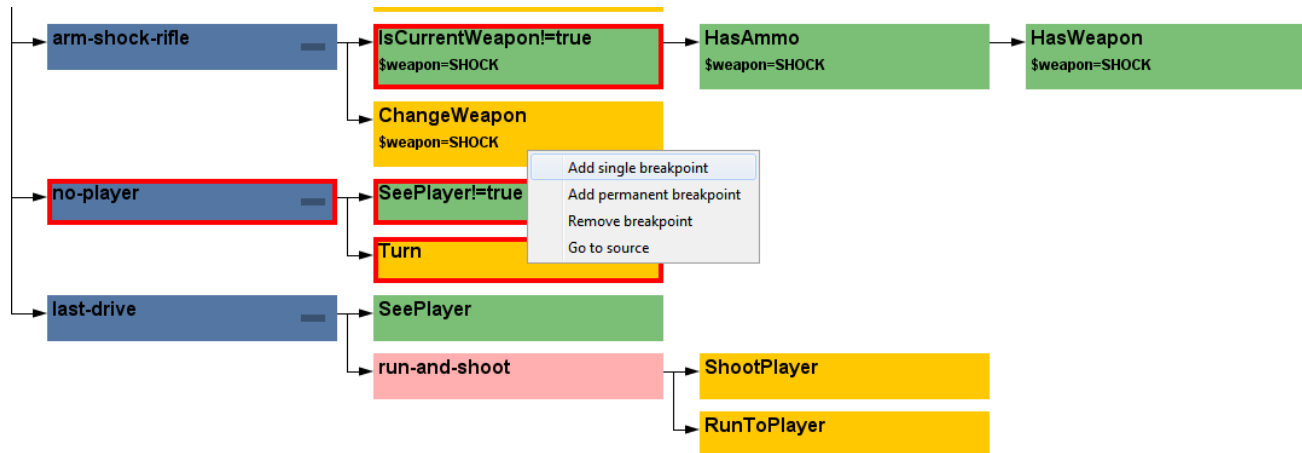 arm-shock-rifle
IsCurrentWeapon!=true
$weapon=SHOCK
HasAmmo
$weapon=SHOCK
HasWeapon
$weapon=SHOCK
ChangeWeapon
$weapon=SHOCK
Add single breakpoint
Add permanent breakpoint
Remove breakpoint
Go to source
no-player
SeePlayer!=true
Turn
last-drive
SeePlayer
run-and-shoot
ShootPlayer
RunToPlayer